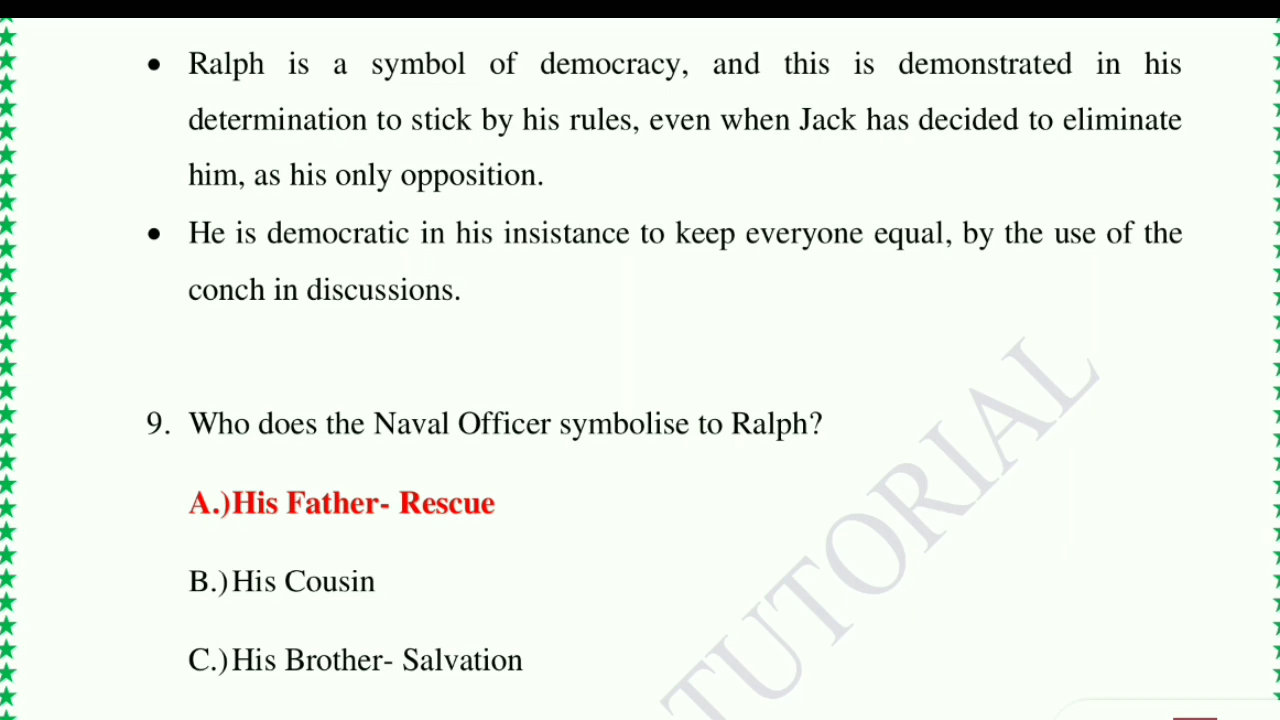 • Ralph is a symbol of democracy, and this is demonstrated in his
determination to stick by his rules, even when Jack has decided to eliminate
him, as his only opposition.
• He is democratic in his insistance to keep everyone equal, by the use of the
conch in discussions.
9. Who does the Naval Officer symbolise to Ralph?
A.)His Father- Rescue
B.)His Cousin
C.)His Brother- Salvation
TUTORIAL